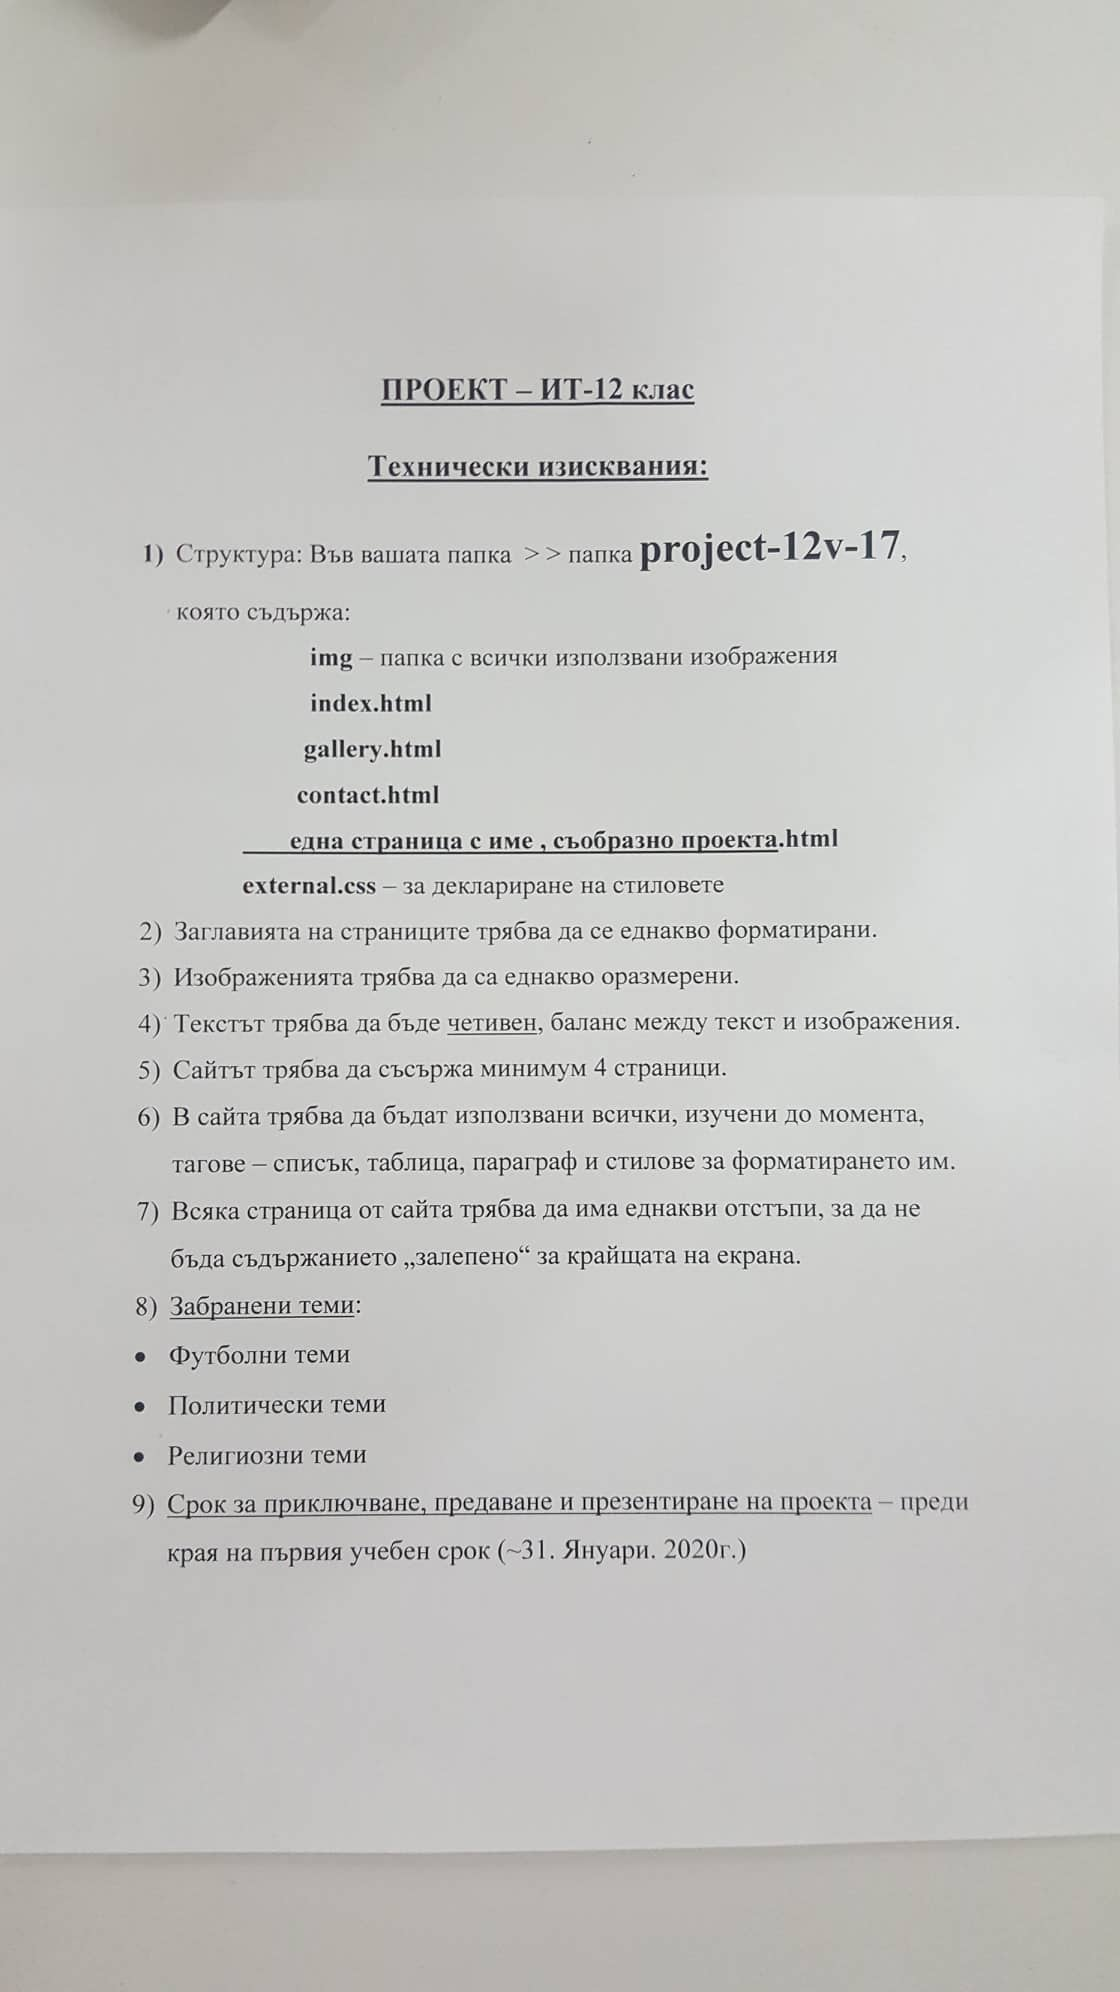 ПРОЕКТ – ИТ-12 клас
Технически изисквания:
1) Структура: Във вашата папка > > папка project-12v-17,
която съдържа:
img – папка с всички използвани изображения
index.html
gallery.html
contact.html
една страница с име , съобразно проекта.html
external.css – за деклариране на стиловете
2) Заглавията на страниците трябва да се еднакво форматирани.
3) Изображенията трябва да са еднакво оразмерени.
4) Текстът трябва да бъде четивен, баланс между текст и изображения.
5) Сайтът трябва да съсържа минимум 4 страници.
6) В сайта трябва да бъдат използвани всички, изучени до момента,
тагове – списък, таблица, параграф и стилове за форматирането им.
7) Всяка страница от сайта трябва да има еднакви отстъпи, за да не
бъда съдържанието „залепено“ за крайщата на екрана.
8) Забранени теми:
• Футболни теми
• Политически теми
• Религиозни теми
9) Срок за приключване, предаване и презентиране на проекта – преди
края на първия учебен срок (~31. Януари. 2020г.)